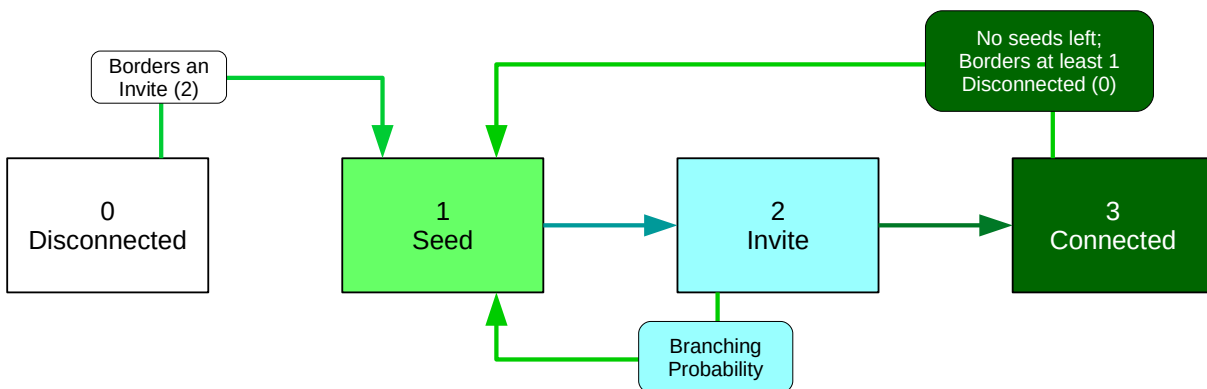 Borders an
Invite (2)
No seeds left;
Borders at least 1
Disconnected (0)
0
Disconnected
1
Seed
2
Invite
3
Connected
Branching
Probability